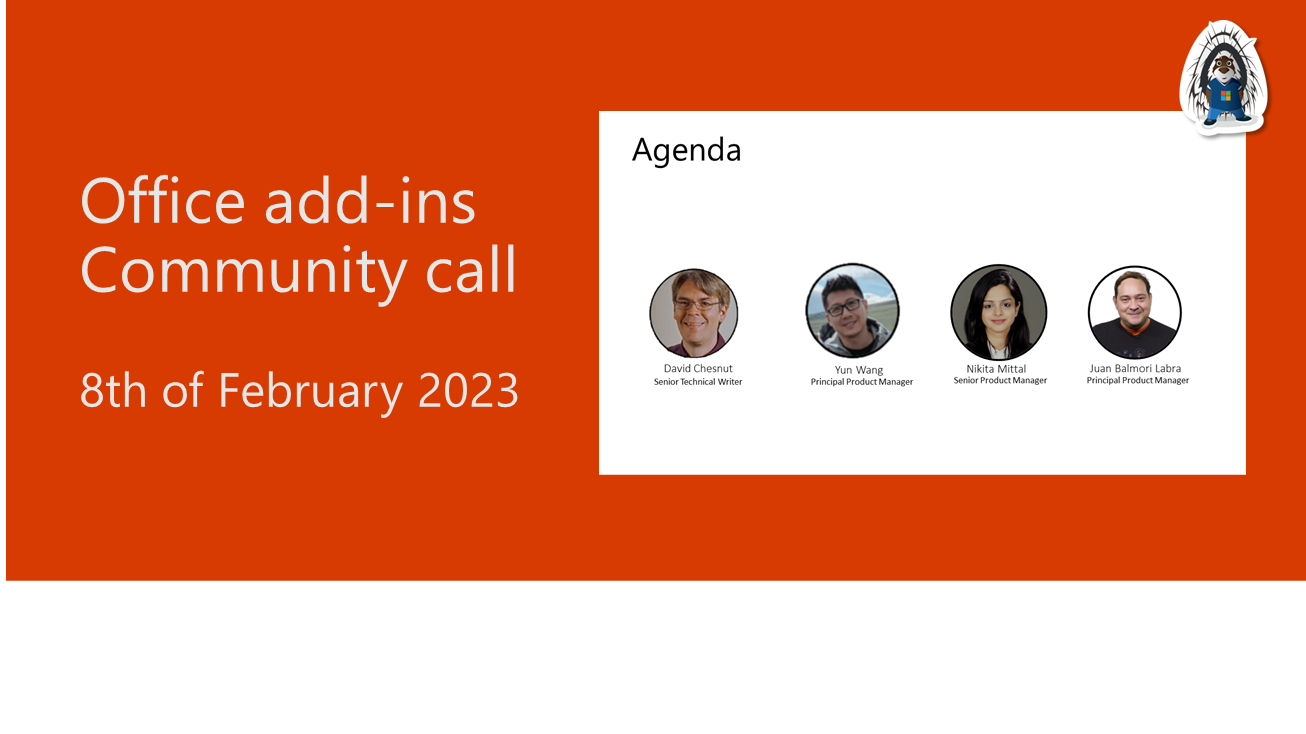 Office add-ins
Community call
8th of February 2023
Agenda
David Chesnut
Senior Technical Writer
Yun Wang
Principal Product Manager
Nikita Mittal
Senior Product Manager
Juan Balmori Labra
Principal Product Manager